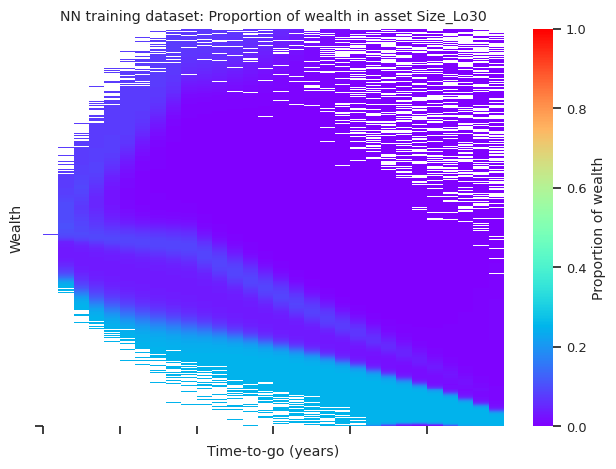 NN training dataset: Proportion of wealth in asset Size_Lo30
Wealth
Time-to-go (years)
1.0
0.8
0.6
0.4
0.2
0.0
Proportion of wealth